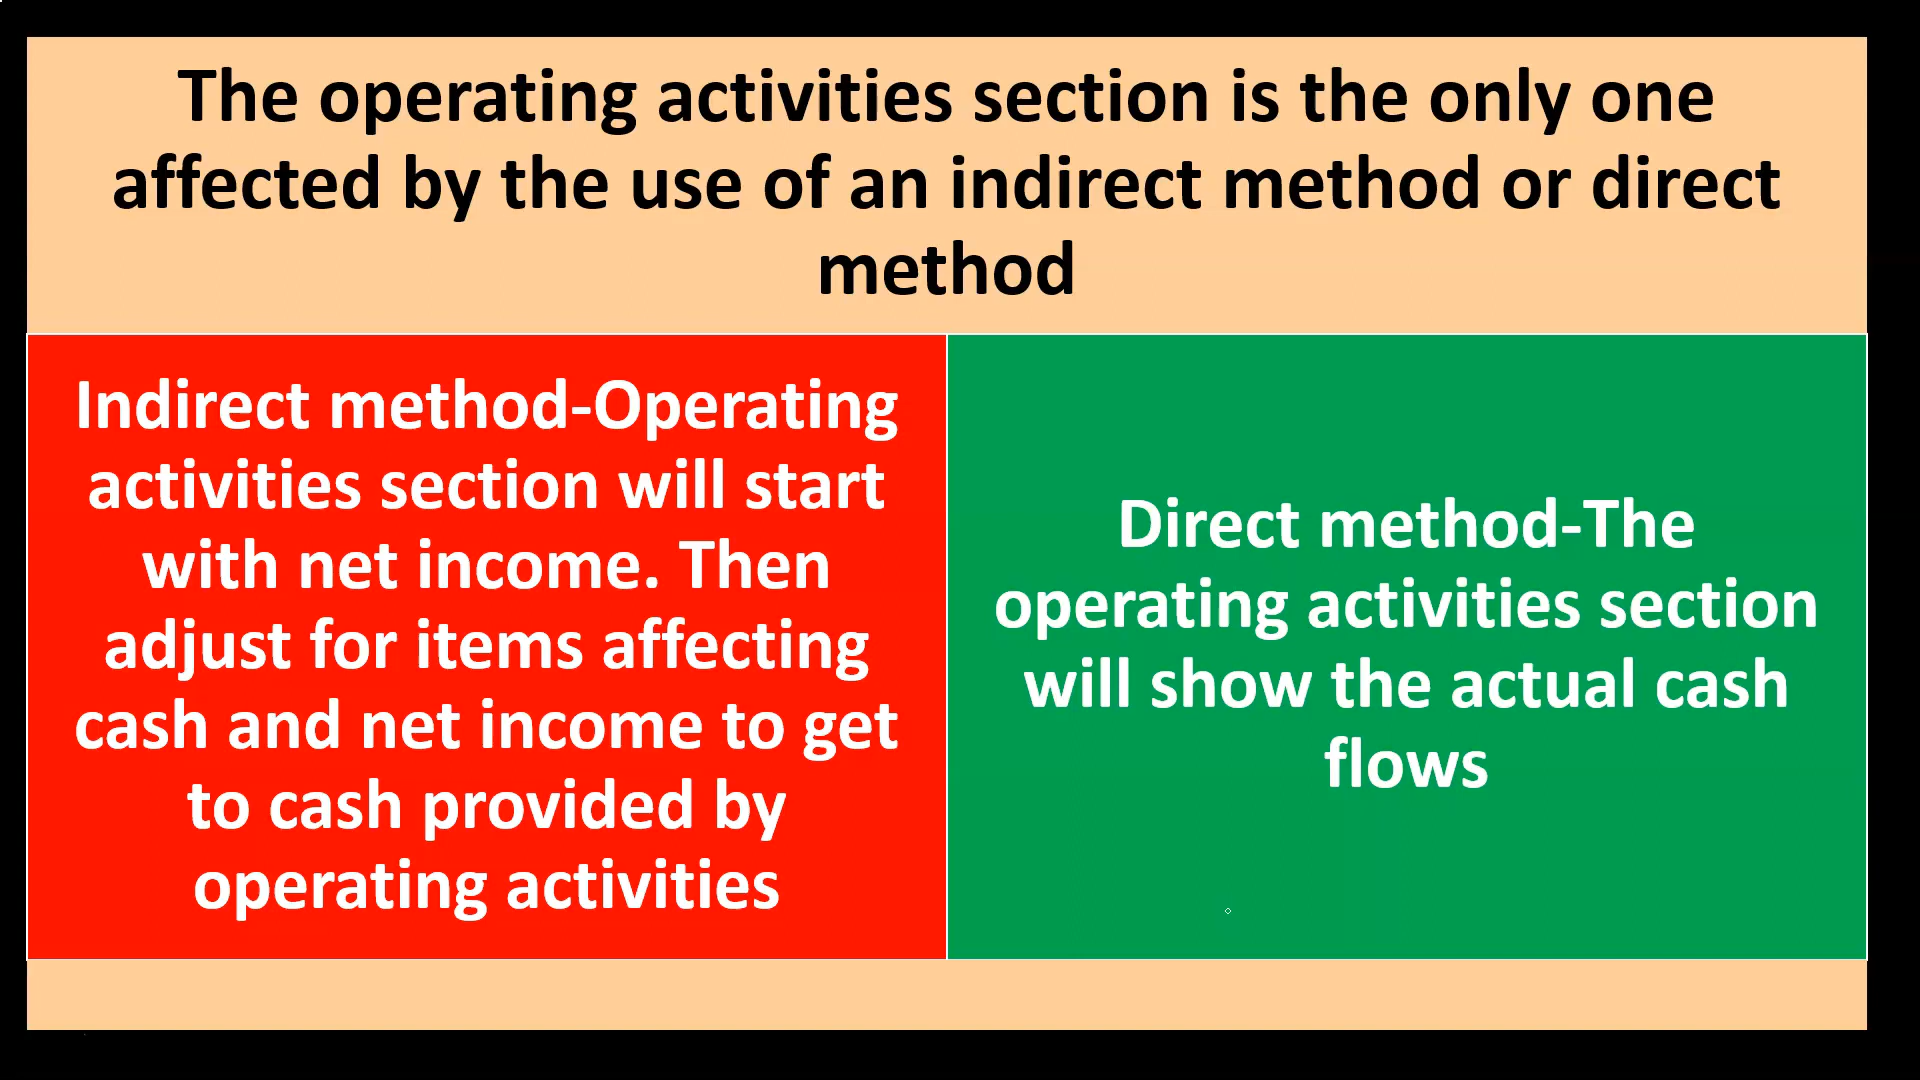 The operating activities section is the only one
affected by the use of an indirect method or direct
method
Indirect method-Operating
activities section will start
with net income. Then
adjust for items affecting
cash and net income to get
to cash provided by
operating activities
Direct method-The
operating activities section
will show the actual cash
flows